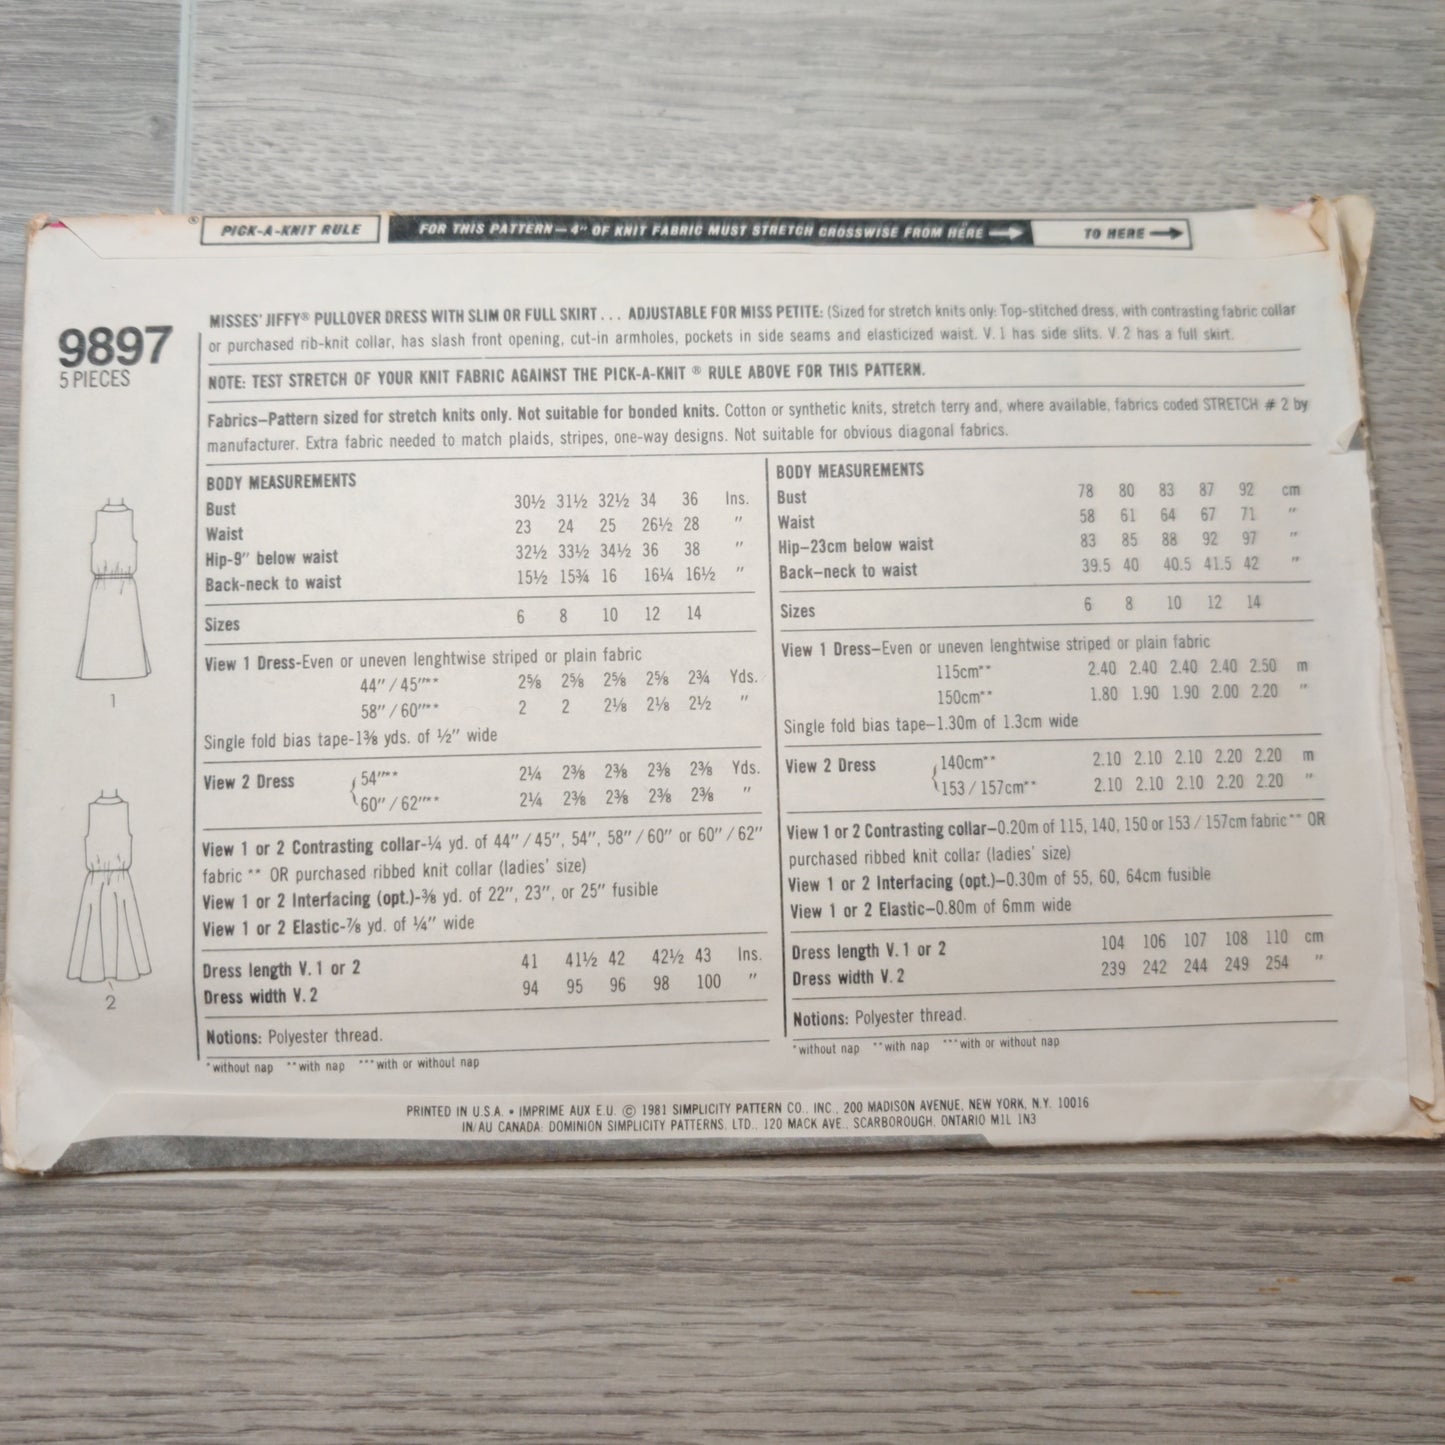 ® PICK-A-KNIT RULE FOR THIS PATTERN—4" OF KNIT FABRIC MUST STRETCH CROSSWISE FROM HERE TO HERE
9897
5 PIECES
1
2
MISSES' JIFFY® PULLOVER DRESS WITH SLIM OR FULL SKIRT... ADJUSTABLE FOR MISS PETITE: (Sized for stretch knits only: Top-stitched dress, with contrasting fabric collar
or purchased rib-knit collar, has slash front opening, cut-in armholes, pockets in side seams and elasticized waist. V. 1 has side slits. V. 2 has a full skirt.
NOTE: TEST STRETCH OF YOUR KNIT FABRIC AGAINST THE PICK-A-KNIT ® RULE ABOVE FOR THIS PATTERN.
Fabrics—Pattern sized for stretch knits only. Not suitable for bonded knits. Cotton or synthetic knits, stretch terry and, where available, fabrics coded STRETCH # 2 by
manufacturer. Extra fabric needed to match plaids, stripes, one-way designs. Not suitable for obvious diagonal fabrics.
BODY MEASUREMENTS
Bust 30½ 31½ 32½ 34 36 Ins.
Waist 23 24 25 26½ 28 "
Hip-9" below waist 32½ 33½ 34½ 36 38 "
Back-neck to waist 15½ 15¾ 16 16¼ 16½ "
Sizes 6 8 10 12 14
View 1 Dress-Even or uneven lenghtwise striped or plain fabric
44" / 45"** 2⅝ 2⅝ 2⅝ 2⅝ 2¾ Yds.
58" / 60"** 2 2 2⅛ 2⅛ 2½ "
Single fold bias tape-1⅜ yds. of ½" wide
View 2 Dress 54"** 2¼ 2⅜ 2⅜ 2⅜ 2⅜ Yds.
60" / 62"** 2¼ 2⅜ 2⅜ 2⅜ 2⅜ "
View 1 or 2 Contrasting collar-¼ yd. of 44" / 45", 54", 58" / 60" or 60" / 62"
fabric ** OR purchased ribbed knit collar (ladies' size)
View 1 or 2 Interfacing (opt.)-⅜ yd. of 22", 23", or 25" fusible
View 1 or 2 Elastic-⅞ yd. of ¼" wide
Dress length V. 1 or 2 41 41½ 42 42½ 43 Ins.
Dress width V. 2 94 95 96 98 100 "
Notions: Polyester thread.
*without nap **with nap ***with or without nap
BODY MEASUREMENTS
Bust 78 80 83 87 92 cm
Waist 58 61 64 67 71 "
Hip—23cm below waist 83 85 88 92 97 "
Back—neck to waist 39.5 40 40.5 41.5 42 "
Sizes 6 8 10 12 14
View 1 Dress—Even or uneven lenghtwise striped or plain fabric
115cm** 2.40 2.40 2.40 2.40 2.50 m
150cm** 1.80 1.90 1.90 2.00 2.20 "
Single fold bias tape—1.30m of 1.3cm wide
View 2 Dress 140cm** 2.10 2.10 2.10 2.20 2.20 m
153 / 157cm** 2.10 2.10 2.10 2.20 2.20 "
View 1 or 2 Contrasting collar—0.20m of 115, 140, 150 or 153 / 157cm fabric** OR
purchased ribbed knit collar (ladies' size)
View 1 or 2 Interfacing (opt.)—0.30m of 55, 60, 64cm fusible
View 1 or 2 Elastic—0.80m of 6mm wide
Dress length V. 1 or 2 104 106 107 108 110 cm
Dress width V. 2 239 242 244 249 254 "
Notions: Polyester thread.
*without nap **with nap ***with or without nap
PRINTED IN U.S.A. • IMPRIME AUX E.U. © 1981 SIMPLICITY PATTERN CO., INC., 200 MADISON AVENUE, NEW YORK, N.Y. 10016
IN/AU CANADA: DOMINION SIMPLICITY PATTERNS, LTD., 120 MACK AVE., SCARBOROUGH, ONTARIO M1L 1N3